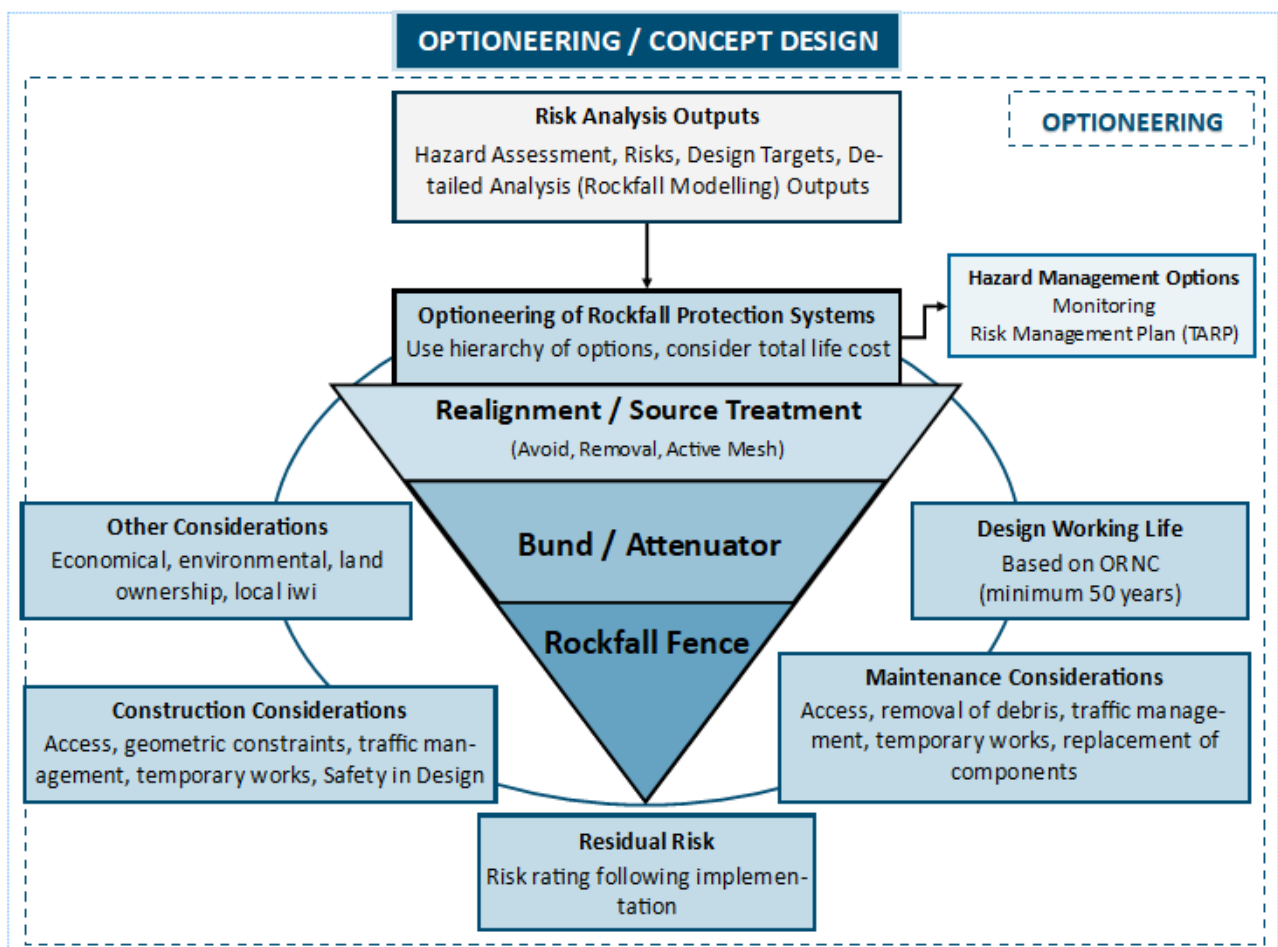 OPTIONEERING / CONCEPT DESIGN
OPTIONEERING
Risk Analysis Outputs
Hazard Assessment, Risks, Design Targets, De-
tailed Analysis (Rockfall Modelling) Outputs
Optioneering of Rockfall Protection Systems
Use hierarchy of options, consider total life cost
Hazard Management Options
Monitoring
Risk Management Plan (TARP)
Realignment / Source Treatment
(Avoid, Removal, Active Mesh)
Bund / Attenuator
Rockfall Fence
Other Considerations
Economical, environmental, land
ownership, local iwi
Design Working Life
Based on ORNC
(minimum 50 years)
Construction Considerations
Access, geometric constraints, traffic man-
agement, temporary works, Safety in Design
Maintenance Considerations
Access, removal of debris, traffic manage-
ment, temporary works, replacement of
components
Residual Risk
Risk rating following implemen-
tation